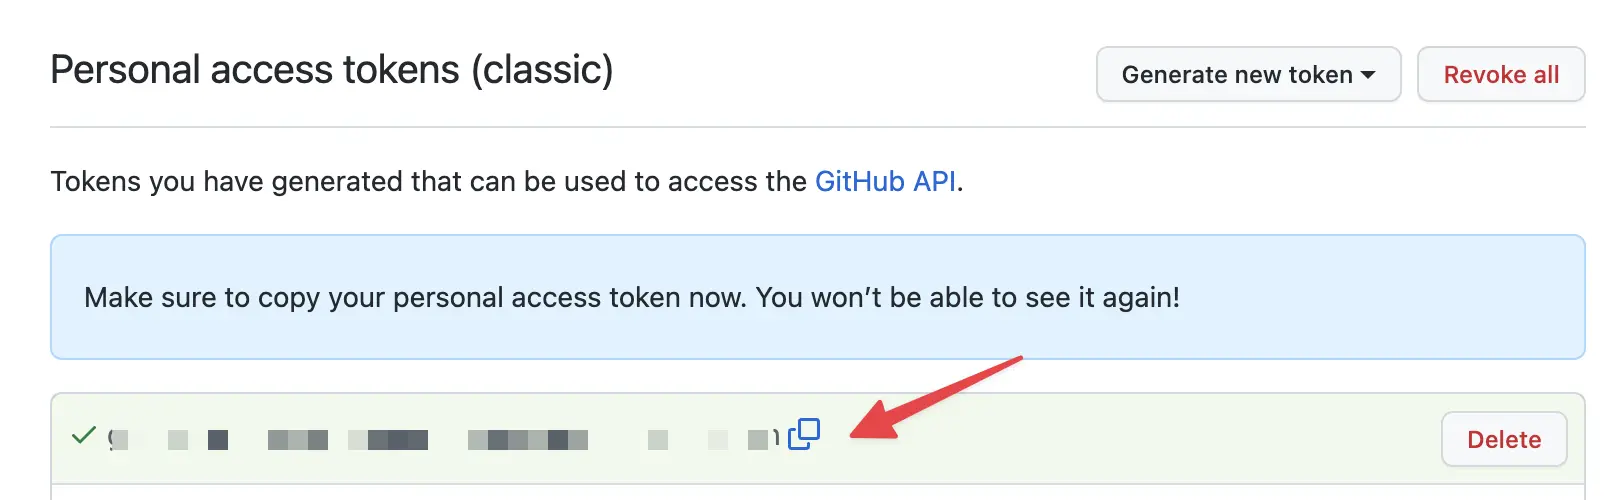 Personal access tokens (classic)
Generate new token
Revoke all
Tokens you have generated that can be used to access the GitHub API.
Make sure to copy your personal access token now. You won’t be able to see it again!
Delete